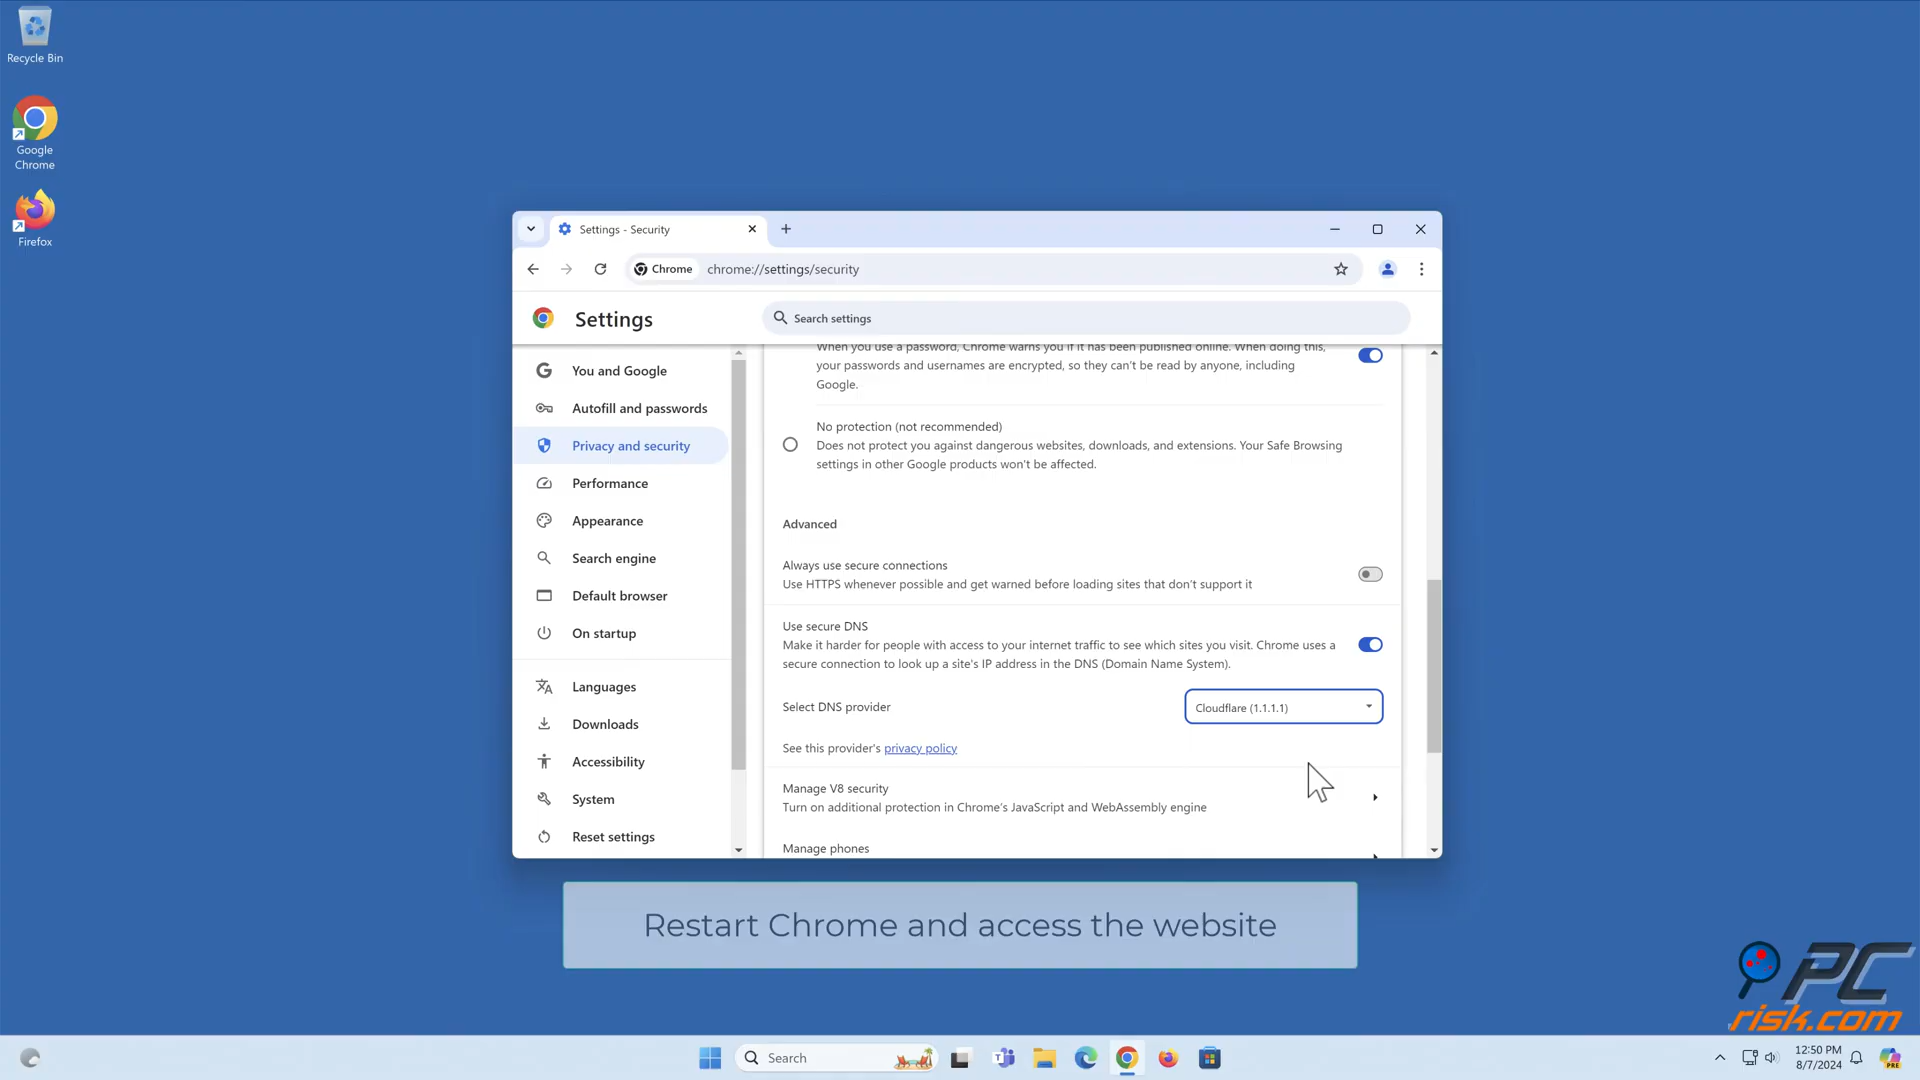 Recycle Bin
Google
Chrome
Firefox
Settings - Security
Chrome
chrome://settings/security
Settings
Search settings
You and Google
Autofill and passwords
Privacy and security
Performance
Appearance
Search engine
Default browser
On startup
Languages
Downloads
Accessibility
System
Reset settings
When you use a password, Chrome warns you if it has been published online. When doing this,
your passwords and usernames are encrypted, so they can't be read by anyone, including
Google.
No protection (not recommended)
Does not protect you against dangerous websites, downloads, and extensions. Your Safe Browsing
settings in other Google products won't be affected.
Advanced
Always use secure connections
Use HTTPS whenever possible and get warned before loading sites that don't support it
Use secure DNS
Make it harder for people with access to your internet traffic to see which sites you visit. Chrome uses a
secure connection to look up a site's IP address in the DNS (Domain Name System).
Select DNS provider
Cloudflare (1.1.1.1)
See this provider's privacy policy
Manage V8 security
Turn on additional protection in Chrome's JavaScript and WebAssembly engine
Manage phones
Restart Chrome and access the website
PC
risk.com
Search
12:50 PM
8/7/2024
PRE